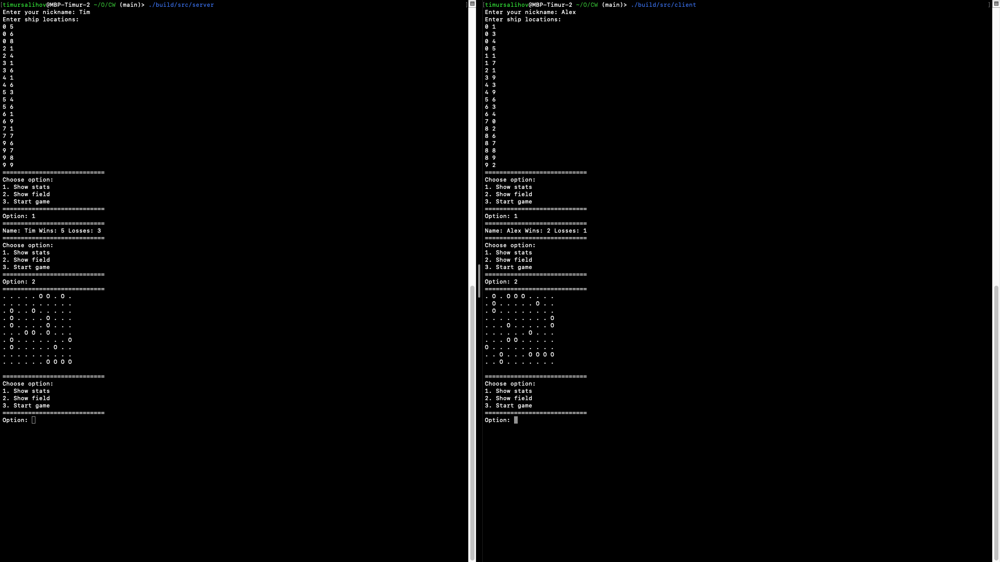 [timursalihov@MBP-Timur-2 ~/O/CW (main)> ./build/src/server ]
Enter your nickname: Tim
Enter ship locations:
0 5
0 6
0 8
2 1
2 4
3 1
3 6
4 1
4 6
5 3
5 4
5 6
6 1
6 9
7 1
7 7
9 6
9 7
9 8
9 9
============================
Choose option:
1. Show stats
2. Show field
3. Start game
============================
Option: 1
============================
Name: Tim Wins: 5 Losses: 3
============================
Choose option:
1. Show stats
2. Show field
3. Start game
============================
Option: 2
============================
. . . . . O O . O .
. . . . . . . . . .
. O . . O . . . . .
. O . . . . O . . .
. O . . . . O . . .
. . . O O . O . . .
. O . . . . . . . O
. O . . . . . O . .
. . . . . . . . . .
. . . . . . O O O O
============================
Choose option:
1. Show stats
2. Show field
3. Start game
============================
Option:
[timursalihov@MBP-Timur-2 ~/O/CW (main)> ./build/src/client ]
Enter your nickname: Alex
Enter ship locations:
0 1
0 3
0 4
0 5
1 1
1 7
2 1
3 9
4 3
4 9
5 6
6 3
6 4
7 0
8 2
8 6
8 7
8 8
8 9
9 2
============================
Choose option:
1. Show stats
2. Show field
3. Start game
============================
Option: 1
============================
Name: Alex Wins: 2 Losses: 1
============================
Choose option:
1. Show stats
2. Show field
3. Start game
============================
Option: 2
============================
. O . O O O . . . .
. O . . . . . O . .
. O . . . . . . . .
. . . . . . . . . O
. . . O . . . . . O
. . . . . . O . . .
. . . O O . . . . .
O . . . . . . . . .
. . O . . . O O O O
. . O . . . . . . .
============================
Choose option:
1. Show stats
2. Show field
3. Start game
============================
Option: